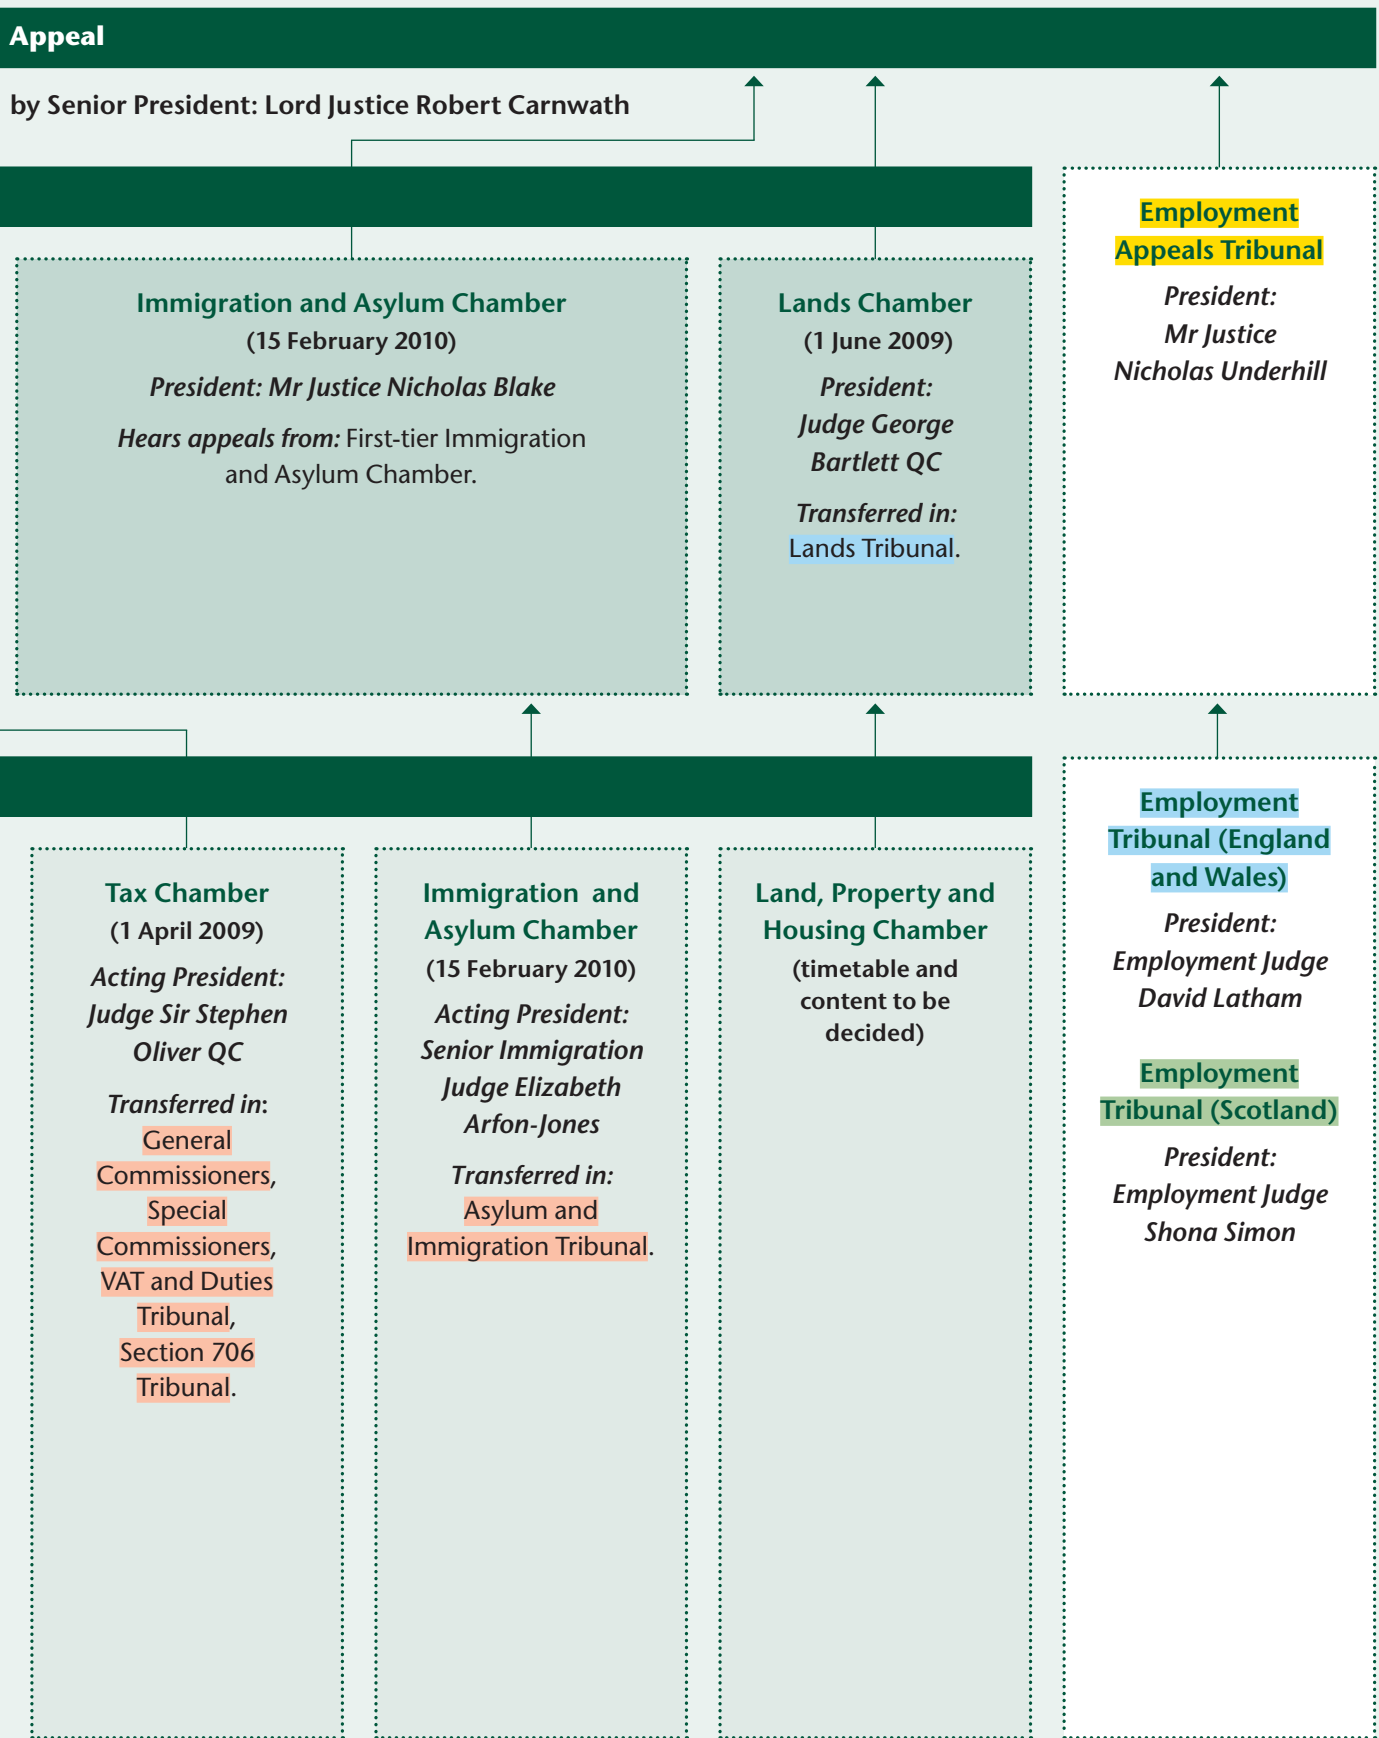 Appeal
by Senior President: Lord Justice Robert Carnwath
Immigration and Asylum Chamber
(15 February 2010)
President: Mr Justice Nicholas Blake
Hears appeals from: First-tier Immigration
and Asylum Chamber.
Lands Chamber
(1 June 2009)
President:
Judge George
Bartlett QC
Transferred in:
Lands Tribunal.
Employment
Appeals Tribunal
President:
Mr Justice
Nicholas Underhill
Tax Chamber
(1 April 2009)
Acting President:
Judge Sir Stephen
Oliver QC
Transferred in:
General
Commissioners,
Special
Commissioners,
VAT and Duties
Tribunal,
Section 706
Tribunal.
Immigration and
Asylum Chamber
(15 February 2010)
Acting President:
Senior Immigration
Judge Elizabeth
Arfon-Jones
Transferred in:
Asylum and
Immigration Tribunal.
Land, Property and
Housing Chamber
(timetable and
content to be
decided)
Employment
Tribunal (England
and Wales)
President:
Employment Judge
David Latham
Employment
Tribunal (Scotland)
President:
Employment Judge
Shona Simon